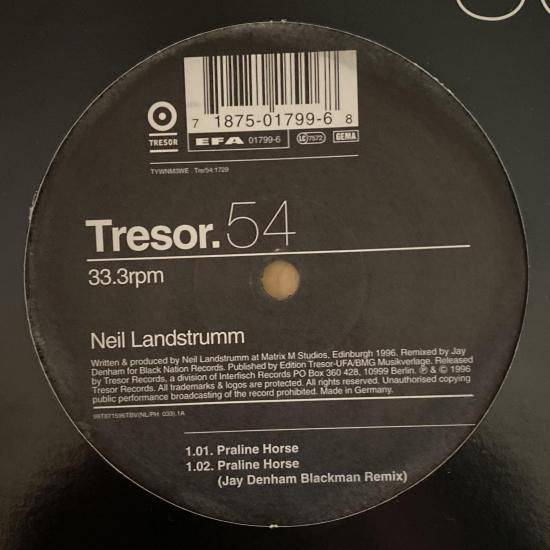 7 18750-01799-6 8
TRESOR
EFA 01799-6
LC 7572
GEMA
TYWNM3WE . Tre/54:1729
Tresor.54
33.3rpm
Neil Landstrumm
Written & produced by Neil Landstrumm at Matrix M Studios, Edinburgh 1996. Remixed by Jay
Denham for Black Nation Records. Published by Edition Tresor-UFA/BMG Musikverlage. Released
by Tresor Records, a division of Interfisch Records PO Box 360 428, 10999 Berlin. ℗ & © 1996
Tresor Records. All trademarks & logos are protected. All rights reserved. Unauthorised copying
public performance broadcasting of the record prohibited. Made in Germany.
1.01. Praline Horse
1.02. Praline Horse
(Jay Denham Blackman Remix)